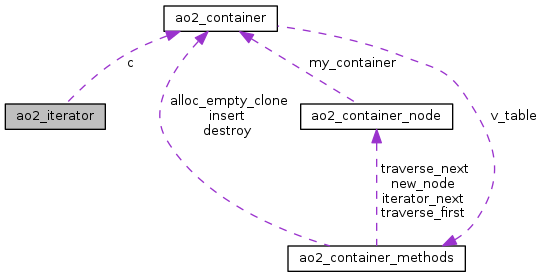 ao2_container
c
my_container
alloc_empty_clone
insert
destroy
ao2_iterator
ao2_container_node
v_table
traverse_next
new_node
iterator_next
traverse_first
ao2_container_methods